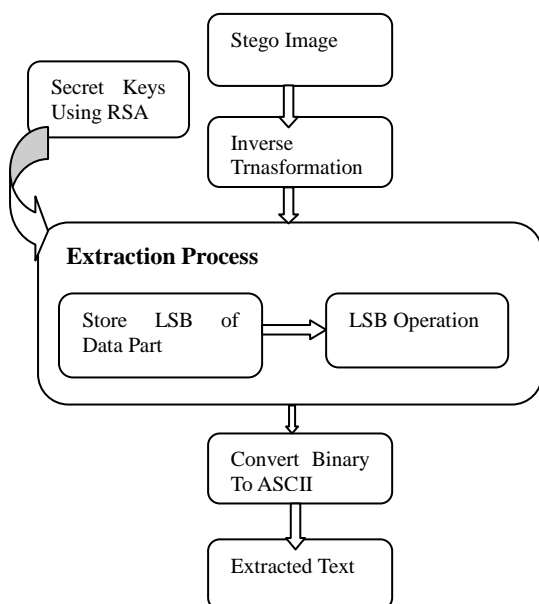 Stego Image
Secret Keys
Using RSA
Inverse
Trnasformation
Extraction Process
Store LSB of
Data Part
LSB Operation
Convert Binary
To ASCII
Extracted Text